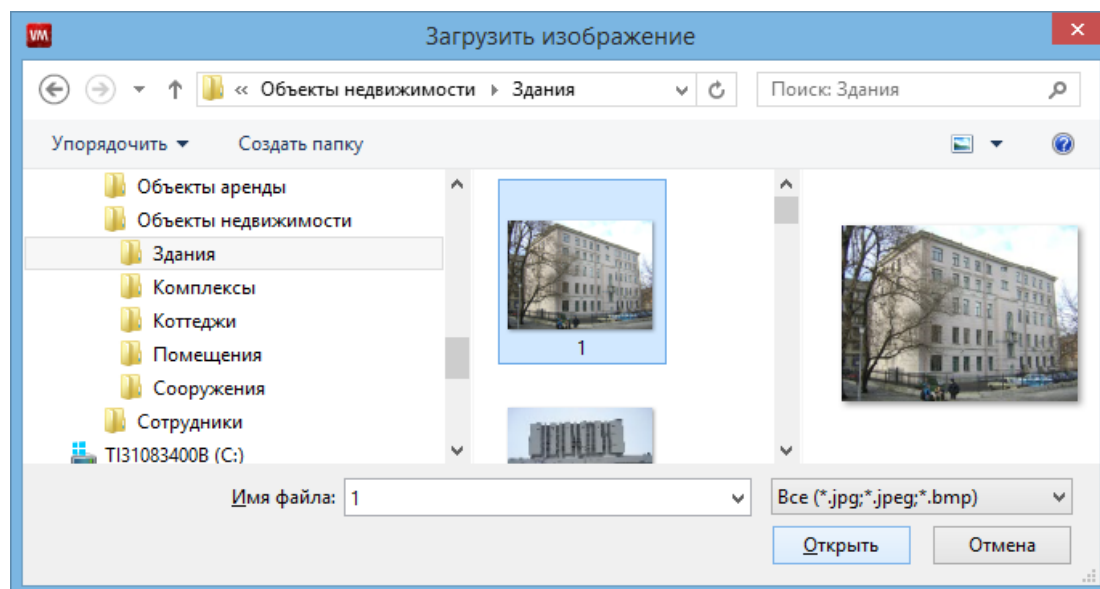 VM
Загрузить изображение
« Объекты недвижимости Здания
Поиск: Здания
Упорядочить
Создать папку
Объекты аренды
Объекты недвижимости
Здания
Комплексы
Коттеджи
Помещения
Сооружения
Сотрудники
TI31083400B (C:)
1
Имя файла: 1
Все (*.jpg;*.jpeg;*.bmp)
Открыть
Отмена